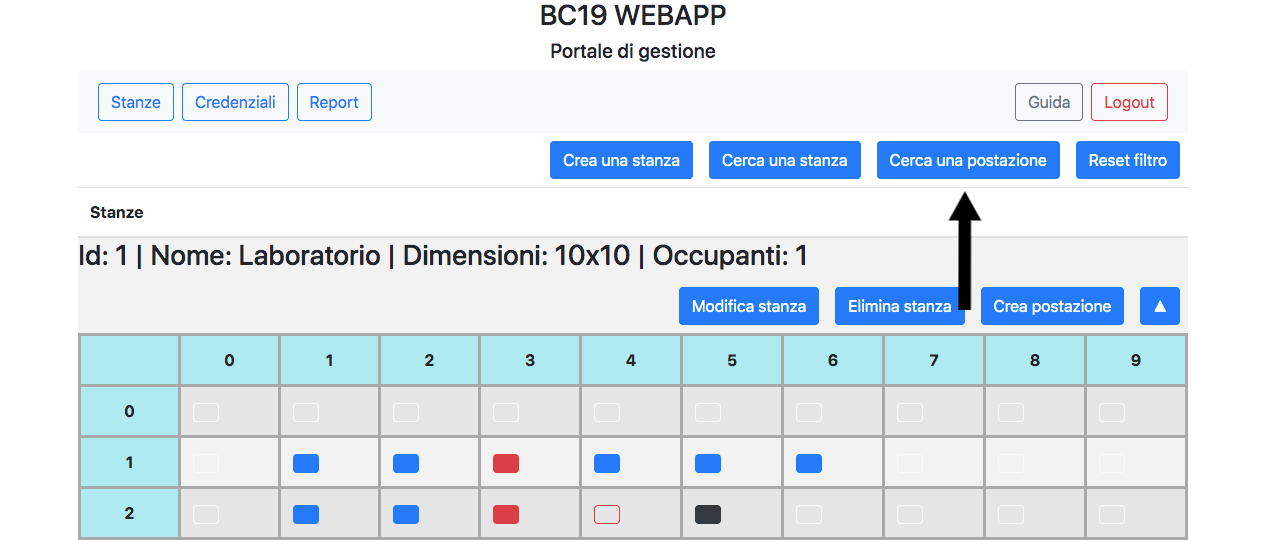 BC19 WEBAPP
Portale di gestione
Stanze Credenziali Report Guida Logout
Crea una stanza Cerca una stanza Cerca una postazione Reset filtro
Stanze
Id: 1 | Nome: Laboratorio | Dimensioni: 10x10 | Occupanti: 1
Modifica stanza Elimina stanza Crea postazione ▲
0 1 2 3 4 5 6 7 8 9
0
1
2